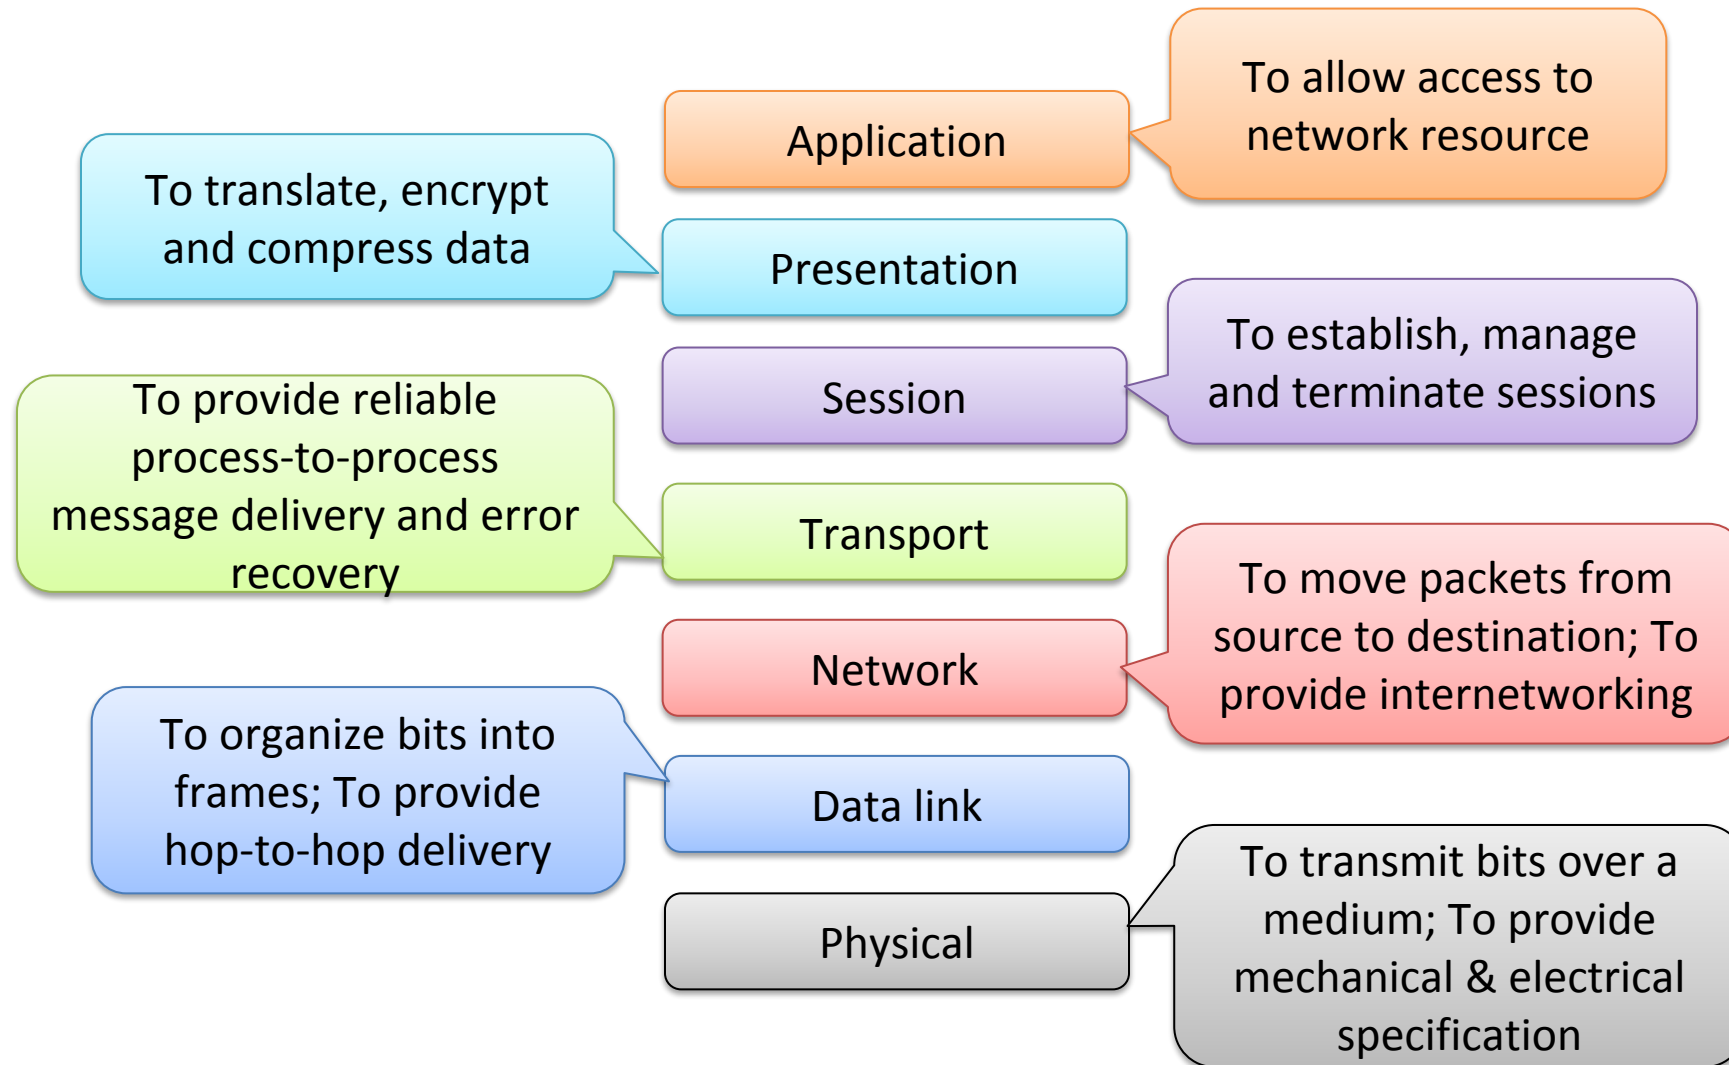 To allow access to
network resource
Application
To translate, encrypt
and compress data
Presentation
To establish, manage
and terminate sessions
Session
To provide reliable
process-to-process
message delivery and error
recovery
Transport
To move packets from
source to destination; To
provide internetworking
Network
To organize bits into
frames; To provide
hop-to-hop delivery
Data link
To transmit bits over a
medium; To provide
mechanical & electrical
specification
Physical